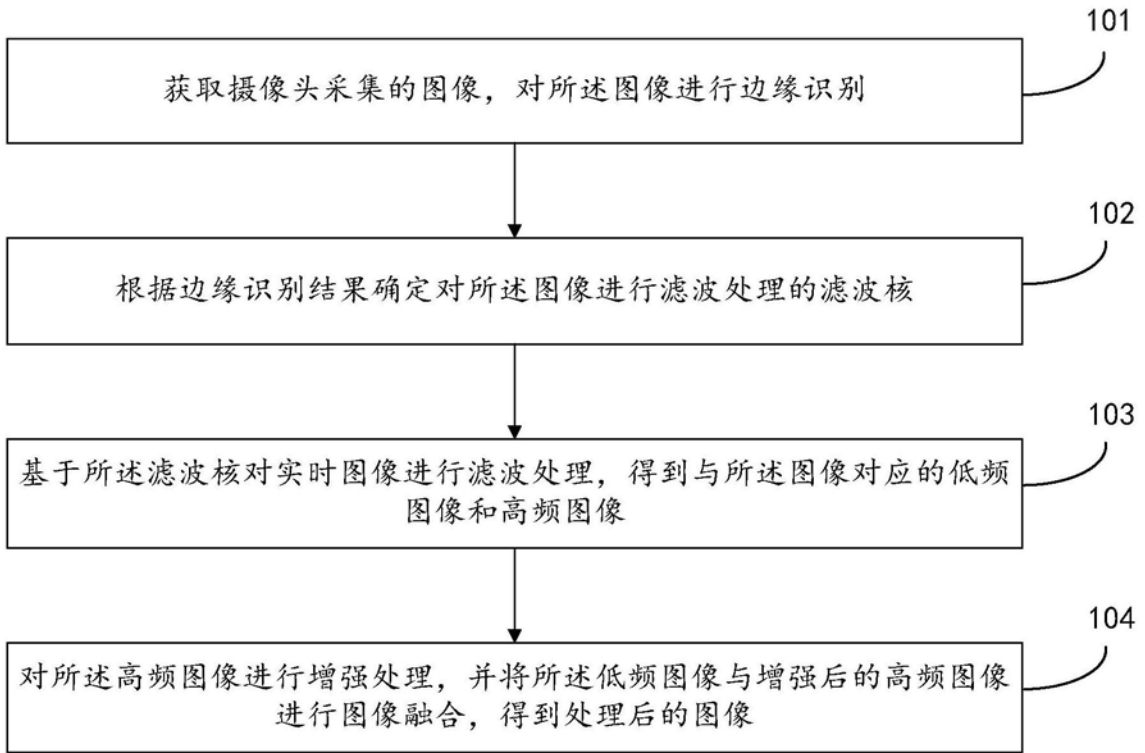 101
获取摄像头采集的图像，对所述图像进行边缘识别
102
根据边缘识别结果确定对所述图像进行滤波处理的滤波核
103
基于所述滤波核对实时图像进行滤波处理，得到与所述图像对应的低频
图像和高频图像
104
对所述高频图像进行增强处理，并将所述低频图像与增强后的高频图像
进行图像融合，得到处理后的图像